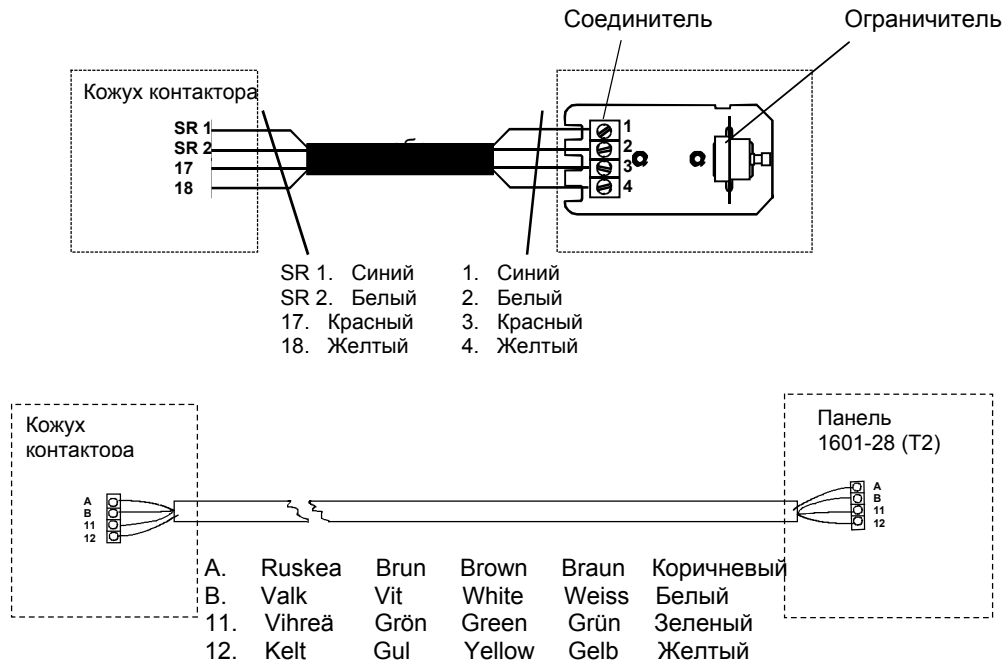 Соединитель Ограничитель
Кожух контактора
SR 1
SR 2
17
18
1
2
3
4
SR 1. Синий 1. Синий
SR 2. Белый 2. Белый
17. Красный 3. Красный
18. Желтый 4. Желтый
Кожух
контактора
Панель
1601-28 (T2)
A
B
11
12
A
B
11
12
A. Ruskea Brun Brown Braun Коричневый
B. Valk Vit White Weiss Белый
11. Vihreä Grön Green Grün Зеленый
12. Kelt Gul Yellow Gelb Желтый